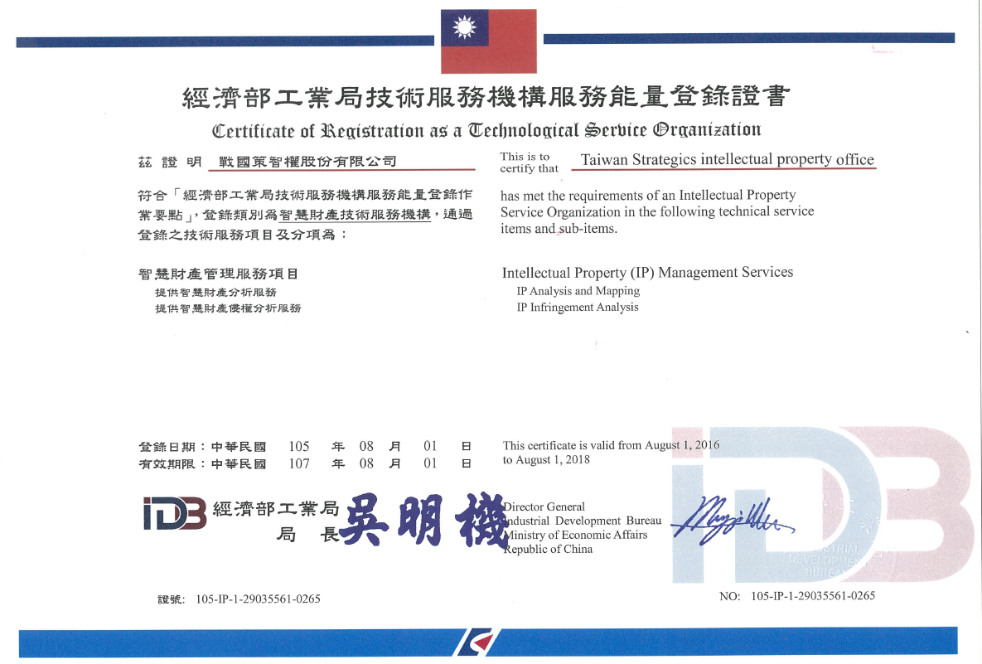 經濟部工業局技術服務機構服務能量登錄證書
Certificate of Registration as a Technological Service Organization
茲證明 戰國策智權股份有限公司
This is to certify that Taiwan Strategics intellectual property office
符合「經濟部工業局技術服務機構服務能量登錄作
業要點」，登錄類別為智慧財產技術服務機構，通過
登錄之技術服務項目及分項為：
has met the requirements of an Intellectual Property
Service Organization in the following technical service
items and sub-items.
智慧財產管理服務項目
提供智慧財產分析服務
提供智慧財產侵權分析服務
Intellectual Property (IP) Management Services
IP Analysis and Mapping
IP Infringement Analysis
登錄日期：中華民國 105 年 08 月 01 日
有效期限：中華民國 107 年 08 月 01 日
This certificate is valid from August 1, 2016
to August 1, 2018
IDB 經濟部工業局
局長 吳明機
Director General
Industrial Development Bureau
Ministry of Economic Affairs
Republic of China
IDB
INDUSTRIAL
DEVELOPMENT
BUREAU
證號: 105-IP-1-29035561-0265
NO: 105-IP-1-29035561-0265